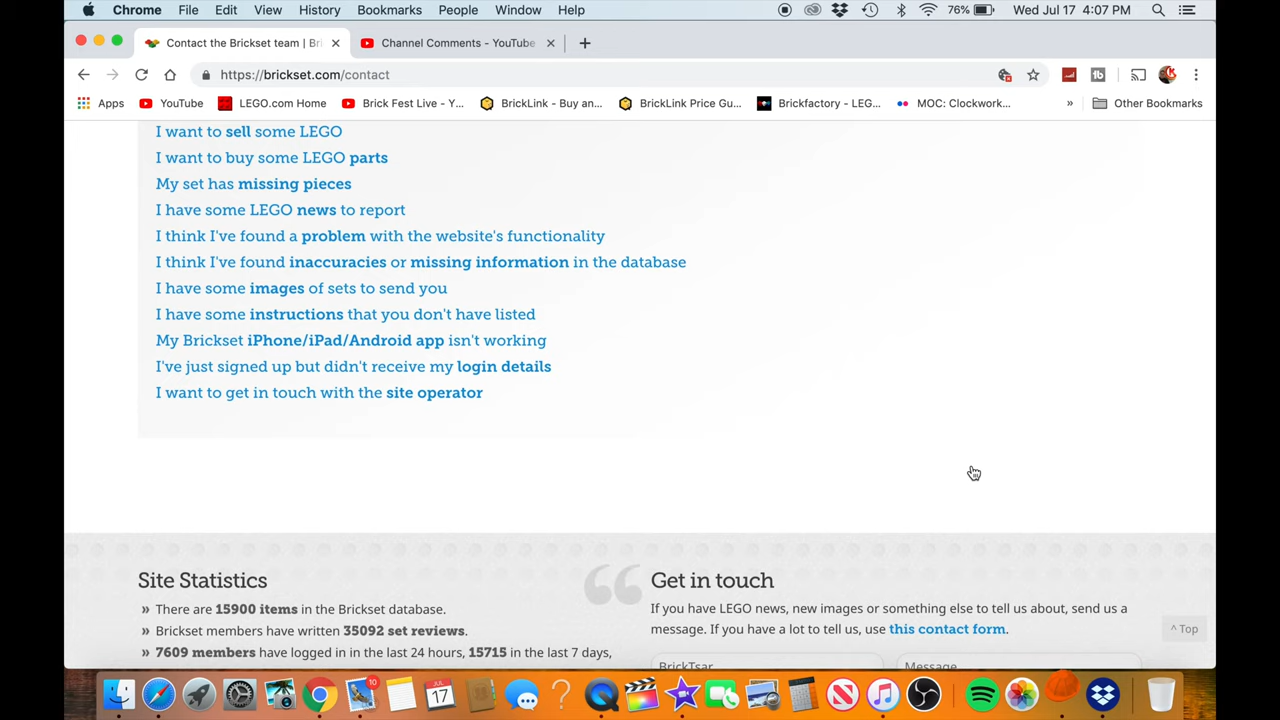 Chrome File Edit View History Bookmarks People Window Help 76% Wed Jul 17 4:07 PM
Contact the Brickset team | Bri Channel Comments - YouTube
https://brickset.com/contact
Apps YouTube LEGO.com Home Brick Fest Live - Y... BrickLink - Buy an... BrickLink Price Gu... Brickfactory - LEG... MOC: Clockwork... » Other Bookmarks
I want to sell some LEGO
I want to buy some LEGO parts
My set has missing pieces
I have some LEGO news to report
I think I've found a problem with the website's functionality
I think I've found inaccuracies or missing information in the database
I have some images of sets to send you
I have some instructions that you don't have listed
My Brickset iPhone/iPad/Android app isn't working
I've just signed up but didn't receive my login details
I want to get in touch with the site operator
Site Statistics
» There are 15900 items in the Brickset database.
» Brickset members have written 35092 set reviews.
» 7609 members have logged in in the last 24 hours, 15715 in the last 7 days,
Get in touch
If you have LEGO news, new images or something else to tell us about, send us a
message. If you have a lot to tell us, use this contact form.
^ Top
BrickTsar Message
10
JUL
17